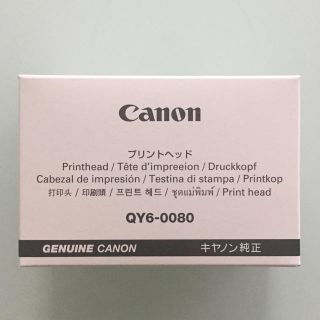 Canon
プリントヘッド
Printhead / Tête d'impreeion / Druckkopf
Cabezal de impresión / Testina di stampa / Printkop
打印头 / 印刷頭 / 프린트 헤드 / ชุดแม่พิมพ์ / Print head
QY6-0080
GENUINE CANON キヤノン純正